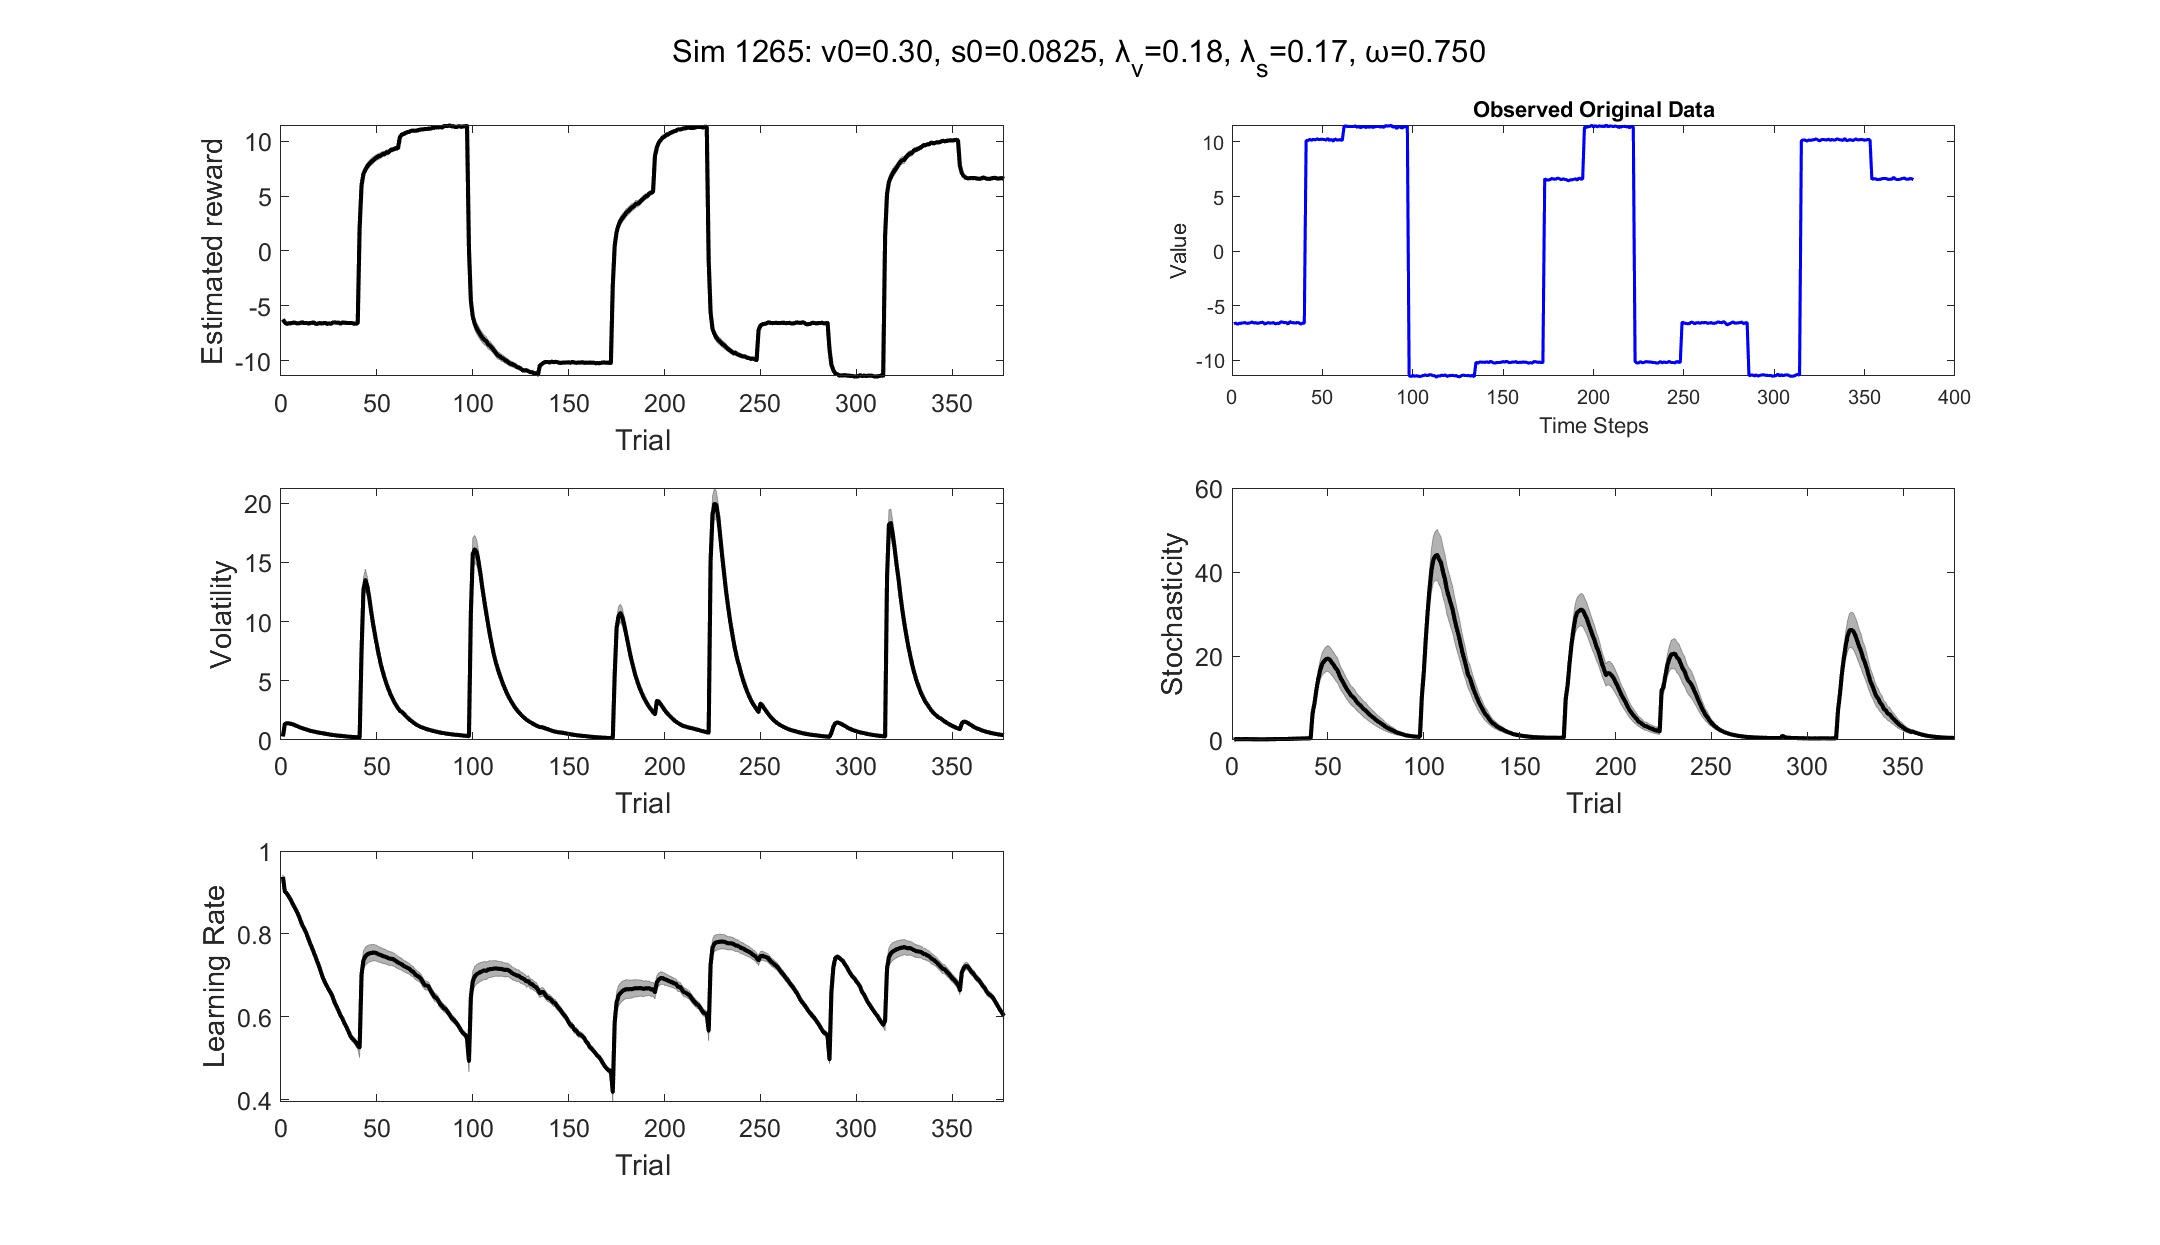 Sim 1265: v0=0.30, s0=0.0825, λ_v=0.18, λ_s=0.17, ω=0.750
Estimated reward
10
5
0
-5
-10
0 50 100 150 200 250 300 350
Trial
Observed Original Data
Value
10
5
0
-5
-10
0 50 100 150 200 250 300 350 400
Time Steps
Volatility
20
15
10
5
0
0 50 100 150 200 250 300 350
Trial
Stochasticity
60
40
20
0
0 50 100 150 200 250 300 350
Trial
Learning Rate
1
0.8
0.6
0.4
0 50 100 150 200 250 300 350
Trial